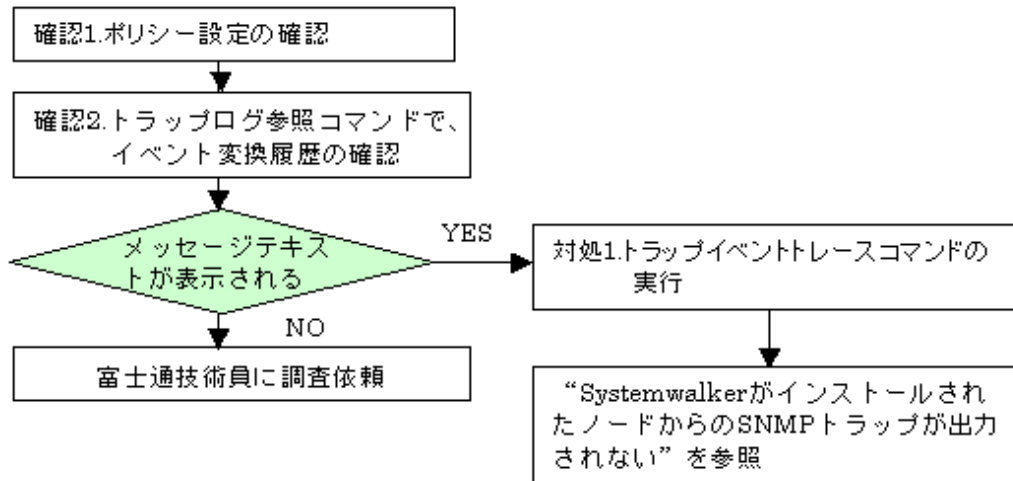 確認1.ポリシー設定の確認
確認2.トラップログ参照コマンドで、
イベント変換履歴の確認
メッセージテキス
トが表示される
YES
対処1.トラップイベントトレースコマンドの
実行
NO
富士通技術員に調査依頼
“Systemwalkerがインストールされ
たノードからのSNMPトラップが出力
されない”を参照